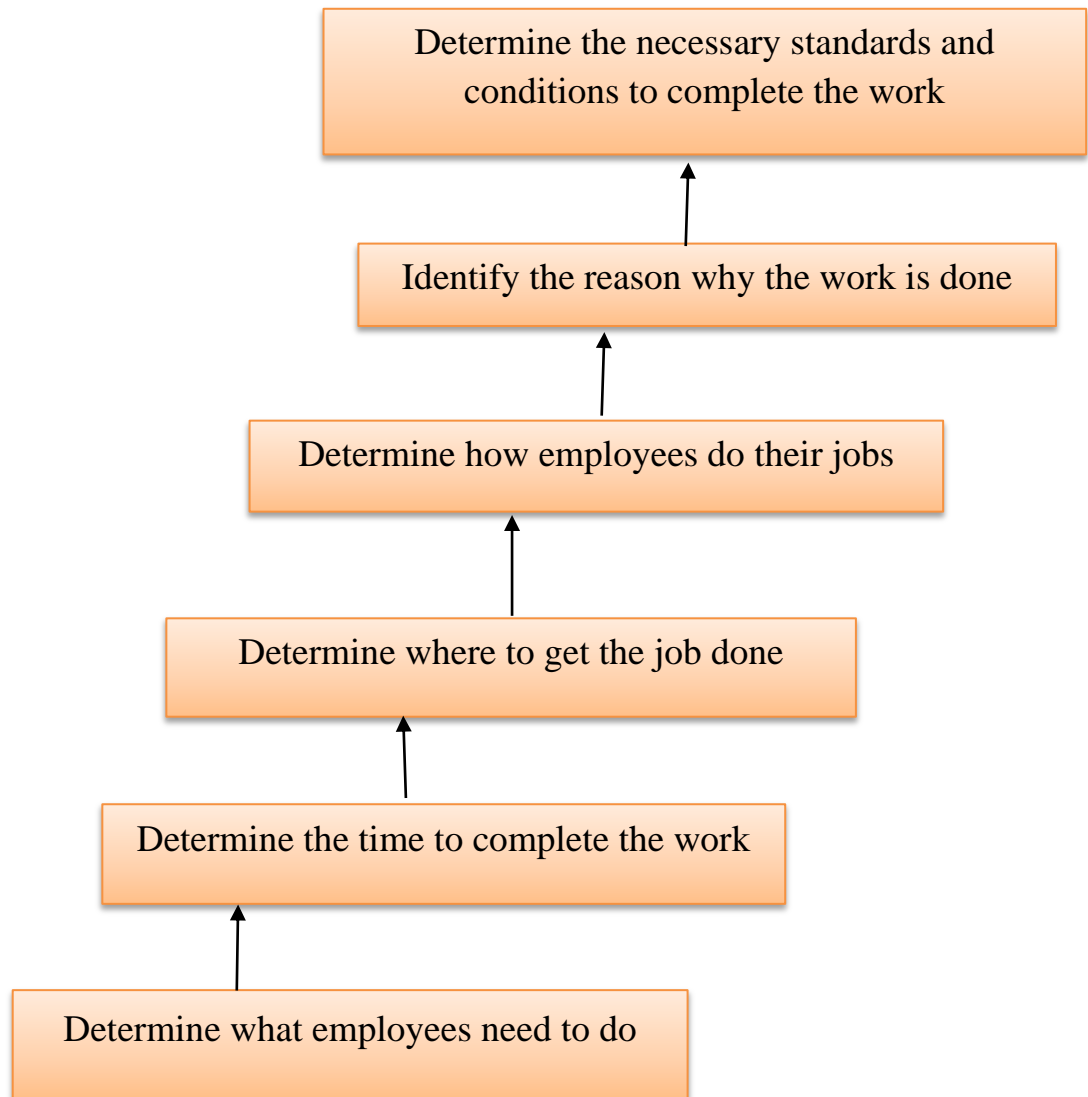 Determine the necessary standards and
conditions to complete the work
Identify the reason why the work is done
Determine how employees do their jobs
Determine where to get the job done
Determine the time to complete the work
Determine what employees need to do